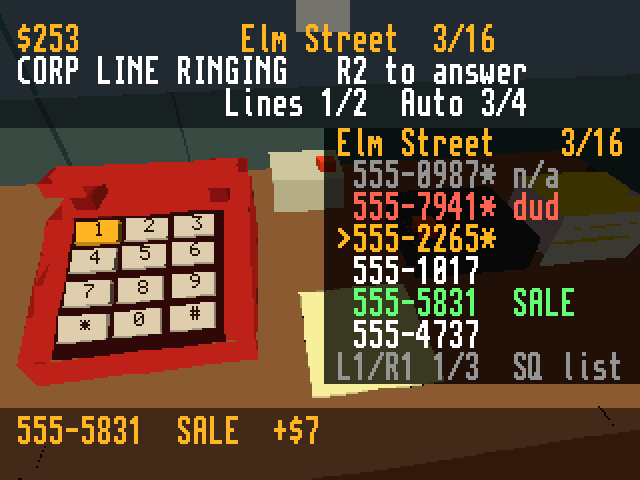 $253 Elm Street 3/16
CORP LINE RINGING R2 to answer
Lines 1/2 Auto 3/4
Elm Street 3/16
555-0987* n/a
555-7941* dud
>555-2265*
555-1017
555-5831 SALE
555-4737
L1/R1 1/3 SQ list
1 2 3
4 5 6
7 8 9
* 0 #
555-5831 SALE +$7